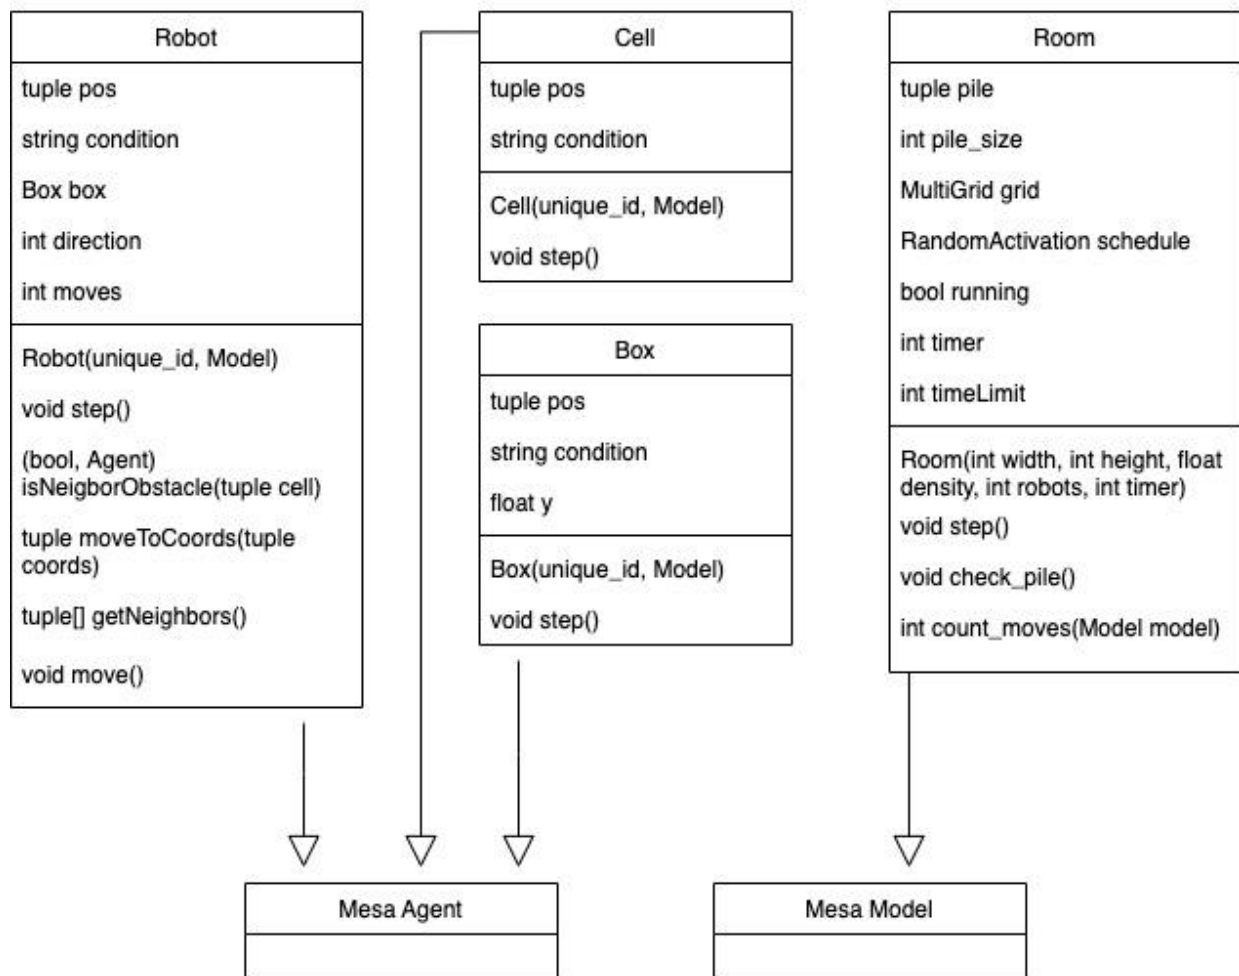 Robot
tuple pos
string condition
Box box
int direction
int moves
Robot(unique_id, Model)
void step()
(bool, Agent)
isNeigborObstacle(tuple cell)
tuple moveToCoords(tuple
coords)
tuple[] getNeighbors()
void move()
Cell
tuple pos
string condition
Cell(unique_id, Model)
void step()
Box
tuple pos
string condition
float y
Box(unique_id, Model)
void step()
Room
tuple pile
int pile_size
MultiGrid grid
RandomActivation schedule
bool running
int timer
int timeLimit
Room(int width, int height, float
density, int robots, int timer)
void step()
void check_pile()
int count_moves(Model model)
Mesa Agent
Mesa Model